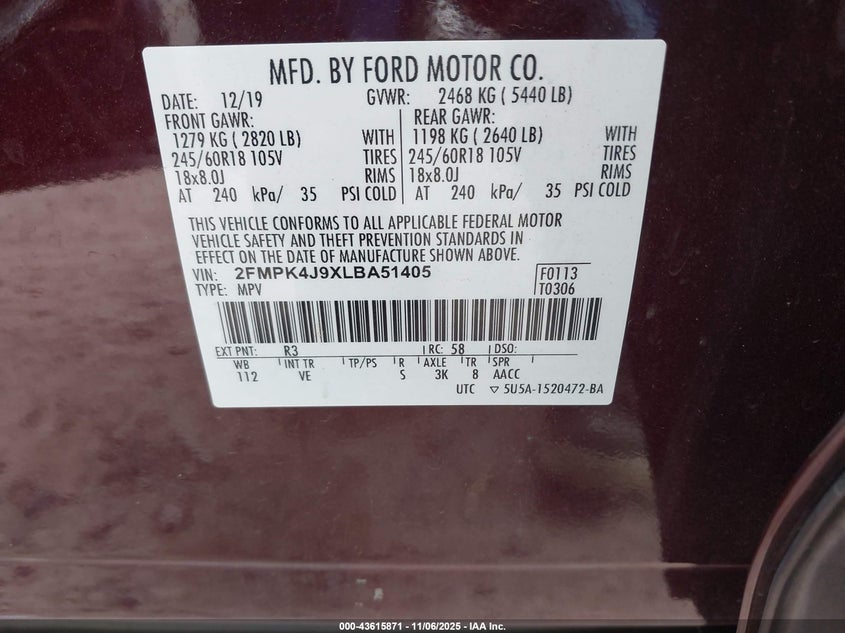 MFD. BY FORD MOTOR CO.
DATE: 12/19 GVWR: 2468 KG ( 5440 LB)
FRONT GAWR: REAR GAWR:
1279 KG ( 2820 LB) WITH 1198 KG ( 2640 LB) WITH
245/60R18 105V TIRES 245/60R18 105V TIRES
18x8.0J RIMS 18x8.0J RIMS
AT 240 kPa/ 35 PSI COLD AT 240 kPa/ 35 PSI COLD
THIS VEHICLE CONFORMS TO ALL APPLICABLE FEDERAL MOTOR
VEHICLE SAFETY AND THEFT PREVENTION STANDARDS IN
EFFECT ON THE DATE OF MANUFACTURE SHOWN ABOVE.
VIN: 2FMPK4J9XLBA51405 F0113
TYPE: MPV T0306
EXT PNT: R3 RC: 58 DSO:
WB INT TR TP/PS R AXLE TR SPR
112 VE S 3K 8 AACC
UTC ▽ 5U5A-1520472-BA
000-43615871 | 11/06/2025 - IAA Inc.